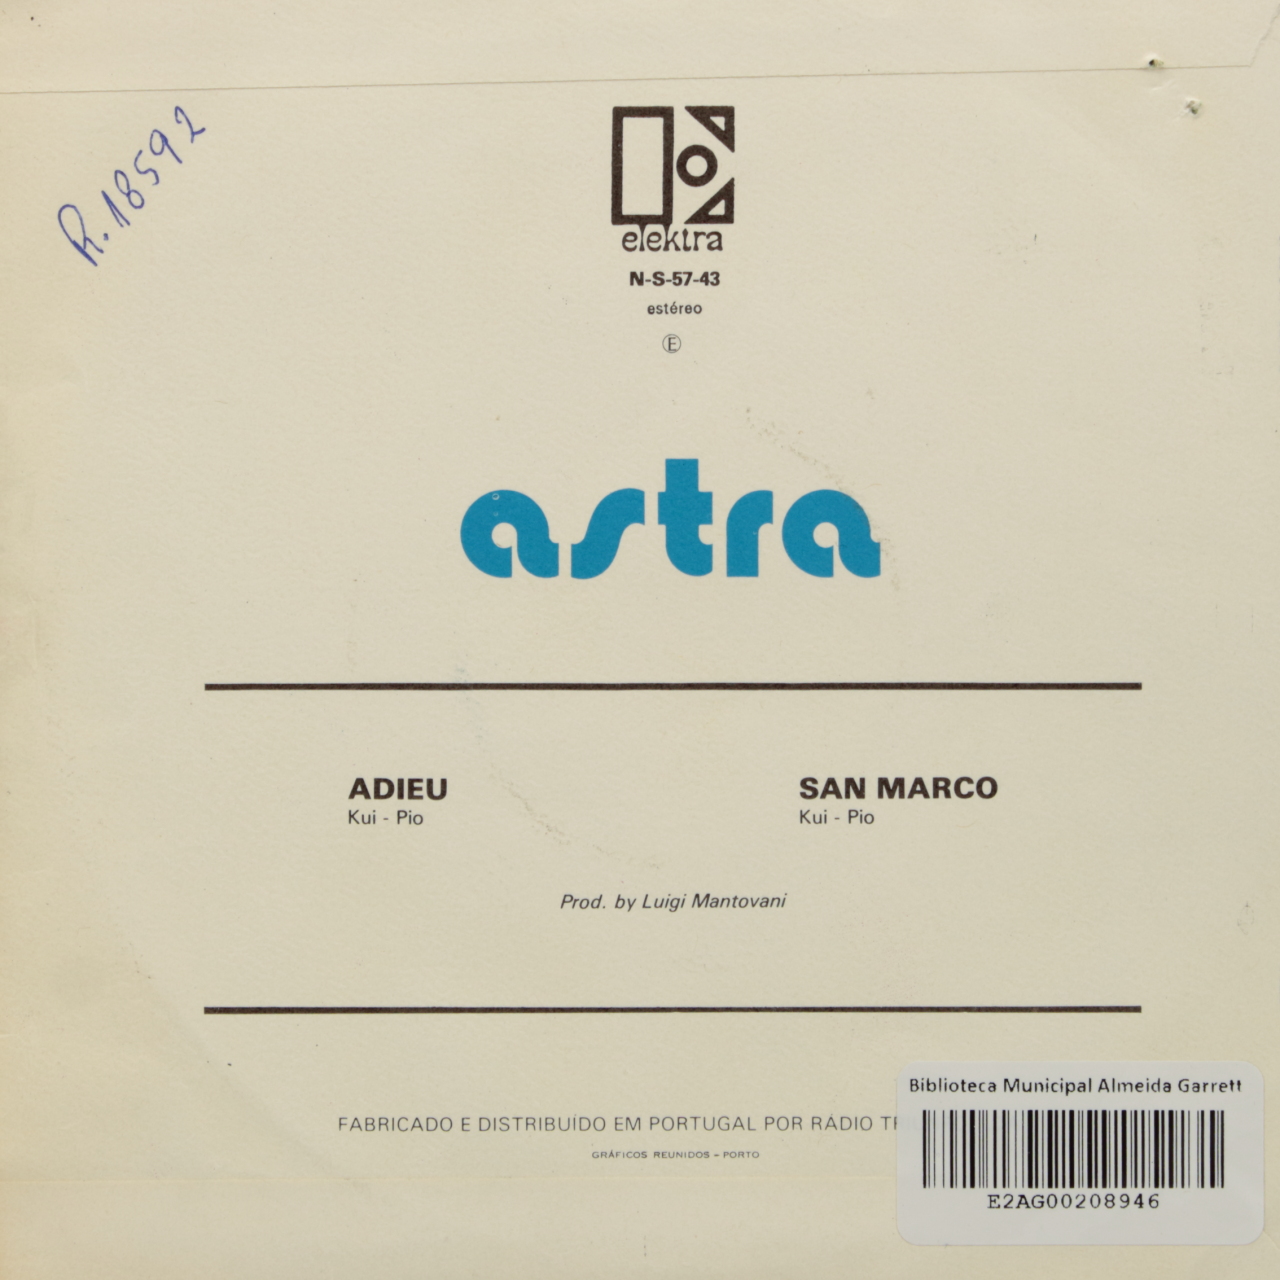 R.18592
elektra
N-S-57-43
estéreo
E
astra
ADIEU
Kui - Pio
SAN MARCO
Kui - Pio
Prod. by Luigi Mantovani
FABRICADO E DISTRIBUÍDO EM PORTUGAL POR RÁDIO
GRÁFICOS REUNIDOS - PORTO
Biblioteca Municipal Almeida Garrett
E2AG00208946